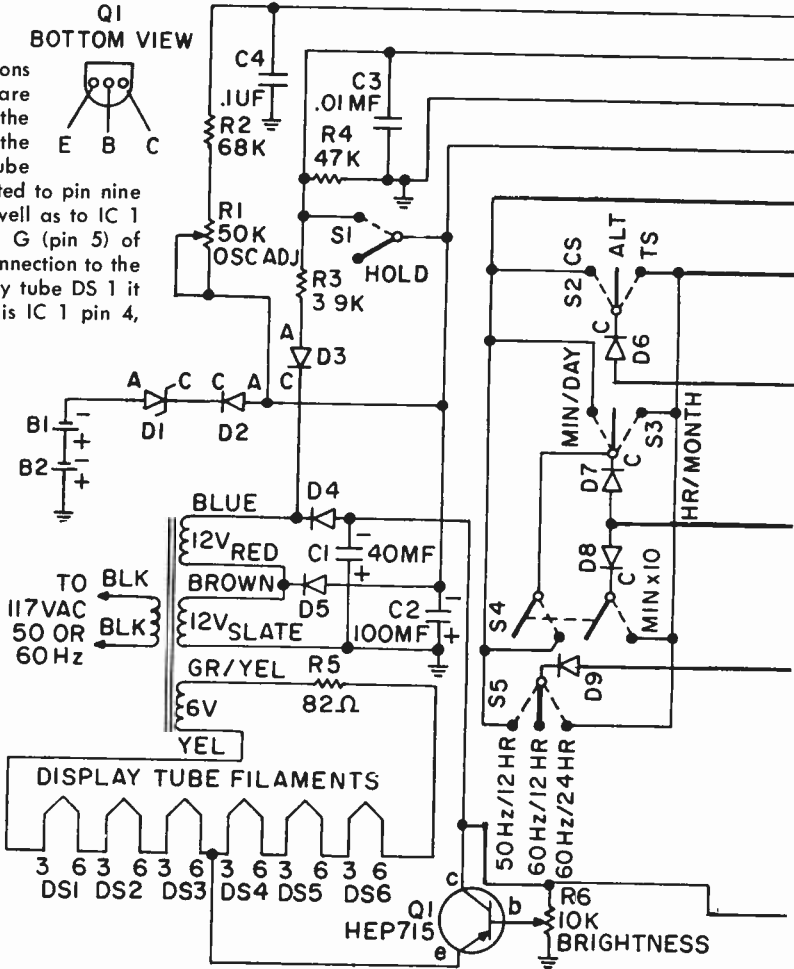 Q1
BOTTOM VIEW
E B C
ons
are
the
the
ube
ted to pin nine
well as to IC 1
G (pin 5) of
nnection to the
y tube DS 1 it
is IC 1 pin 4,
C4
.1UF
R2
68K
R1
50K
OSC ADJ
C3
.01MF
R4
47K
S1
HOLD
R3
3 9K
A
D3
C
A C C A
D1 D2
B1 - +
B2 - +
S2 CS ALT TS
C D6
MIN/DAY
S3
C
D7
HR/MONTH
D8
C
S4
MIN x 10
D9
S5
50Hz/12HR
60Hz/12HR
60Hz/24HR
BLUE
D4
12V RED
C1 - + 40MF
BROWN
D5
12V SLATE
C2 - +
100MF
TO BLK
117VAC
50 OR BLK
60Hz
GR/YEL
R5
82Ω
6V
YEL
DISPLAY TUBE FILAMENTS
3 6 3 6 3 6 3 6 3 6 3 6
DS1 DS2 DS3 DS4 DS5 DS6
c
Q1
HEP715
b
e
R6
10K
BRIGHTNESS